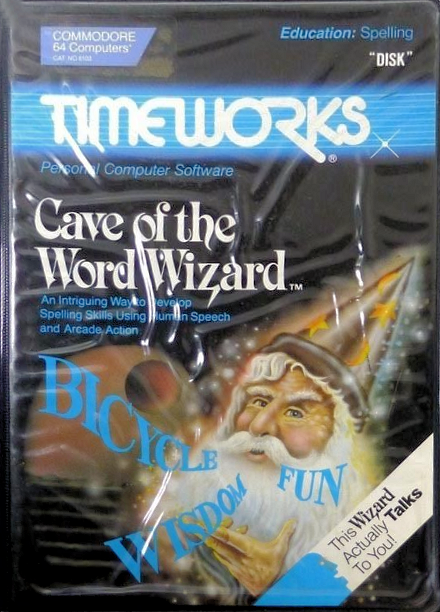 COMMODORE
64 Computers*
CAT. NO 6102
Education: Spelling
"DISK"
TIMEWORKS®
Personal Computer Software
Cave of the
Word Wizard™
An Intriguing Way to Develop
Spelling Skills Using Human Speech
and Arcade Action
BICYCLE
FUN
WISDOM
This Wizard
Actually Talks
To You!